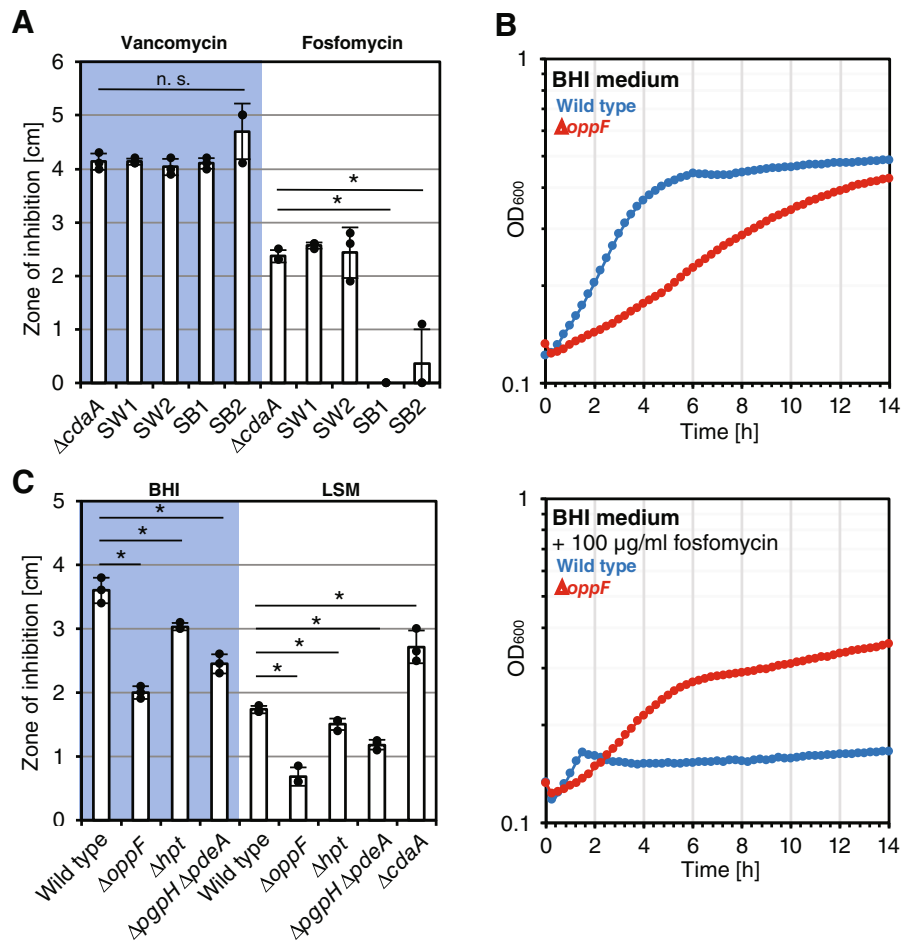 A
Vancomycin Fosfomycin
n. s.
*
*
Zone of inhibition [cm]
6
5
4
3
2
1
0
ΔcdaA SW1 SW2 SB1 SB2 ΔcdaA SW1 SW2 SB1 SB2
B
BHI medium
Wild type
ΔoppF
OD600
1
0.1
0 2 4 6 8 10 12 14
Time [h]
C
BHI LSM
*
*
*
*
*
*
*
Zone of inhibition [cm]
5
4
3
2
1
0
Wild type ΔoppF Δhpt ΔpgpH ΔpdeA Wild type ΔoppF Δhpt ΔpgpH ΔpdeA ΔcdaA
BHI medium
+ 100 µg/ml fosfomycin
Wild type
ΔoppF
OD600
1
0.1
0 2 4 6 8 10 12 14
Time [h]